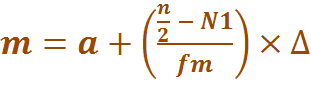 m = a + ( (n/2 − N1) / fm ) × Δ